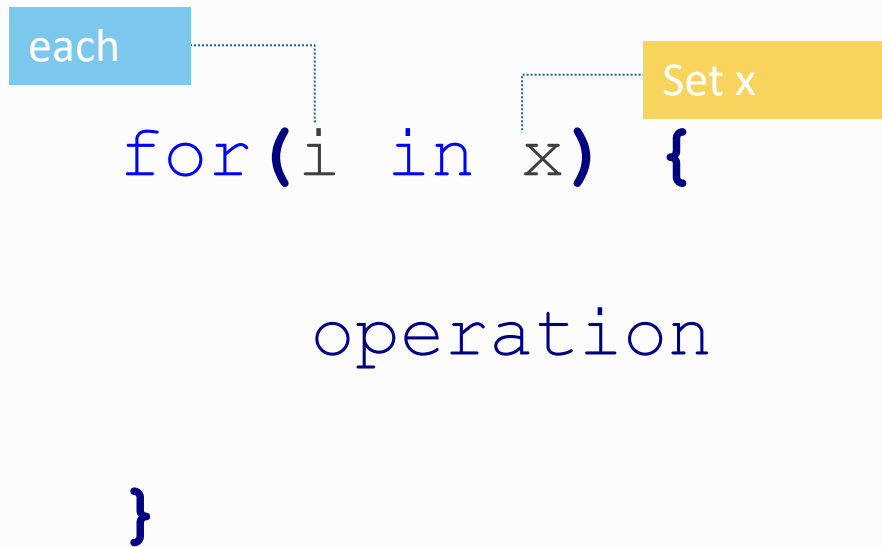 each
Set x
for(i in x) {
operation
}